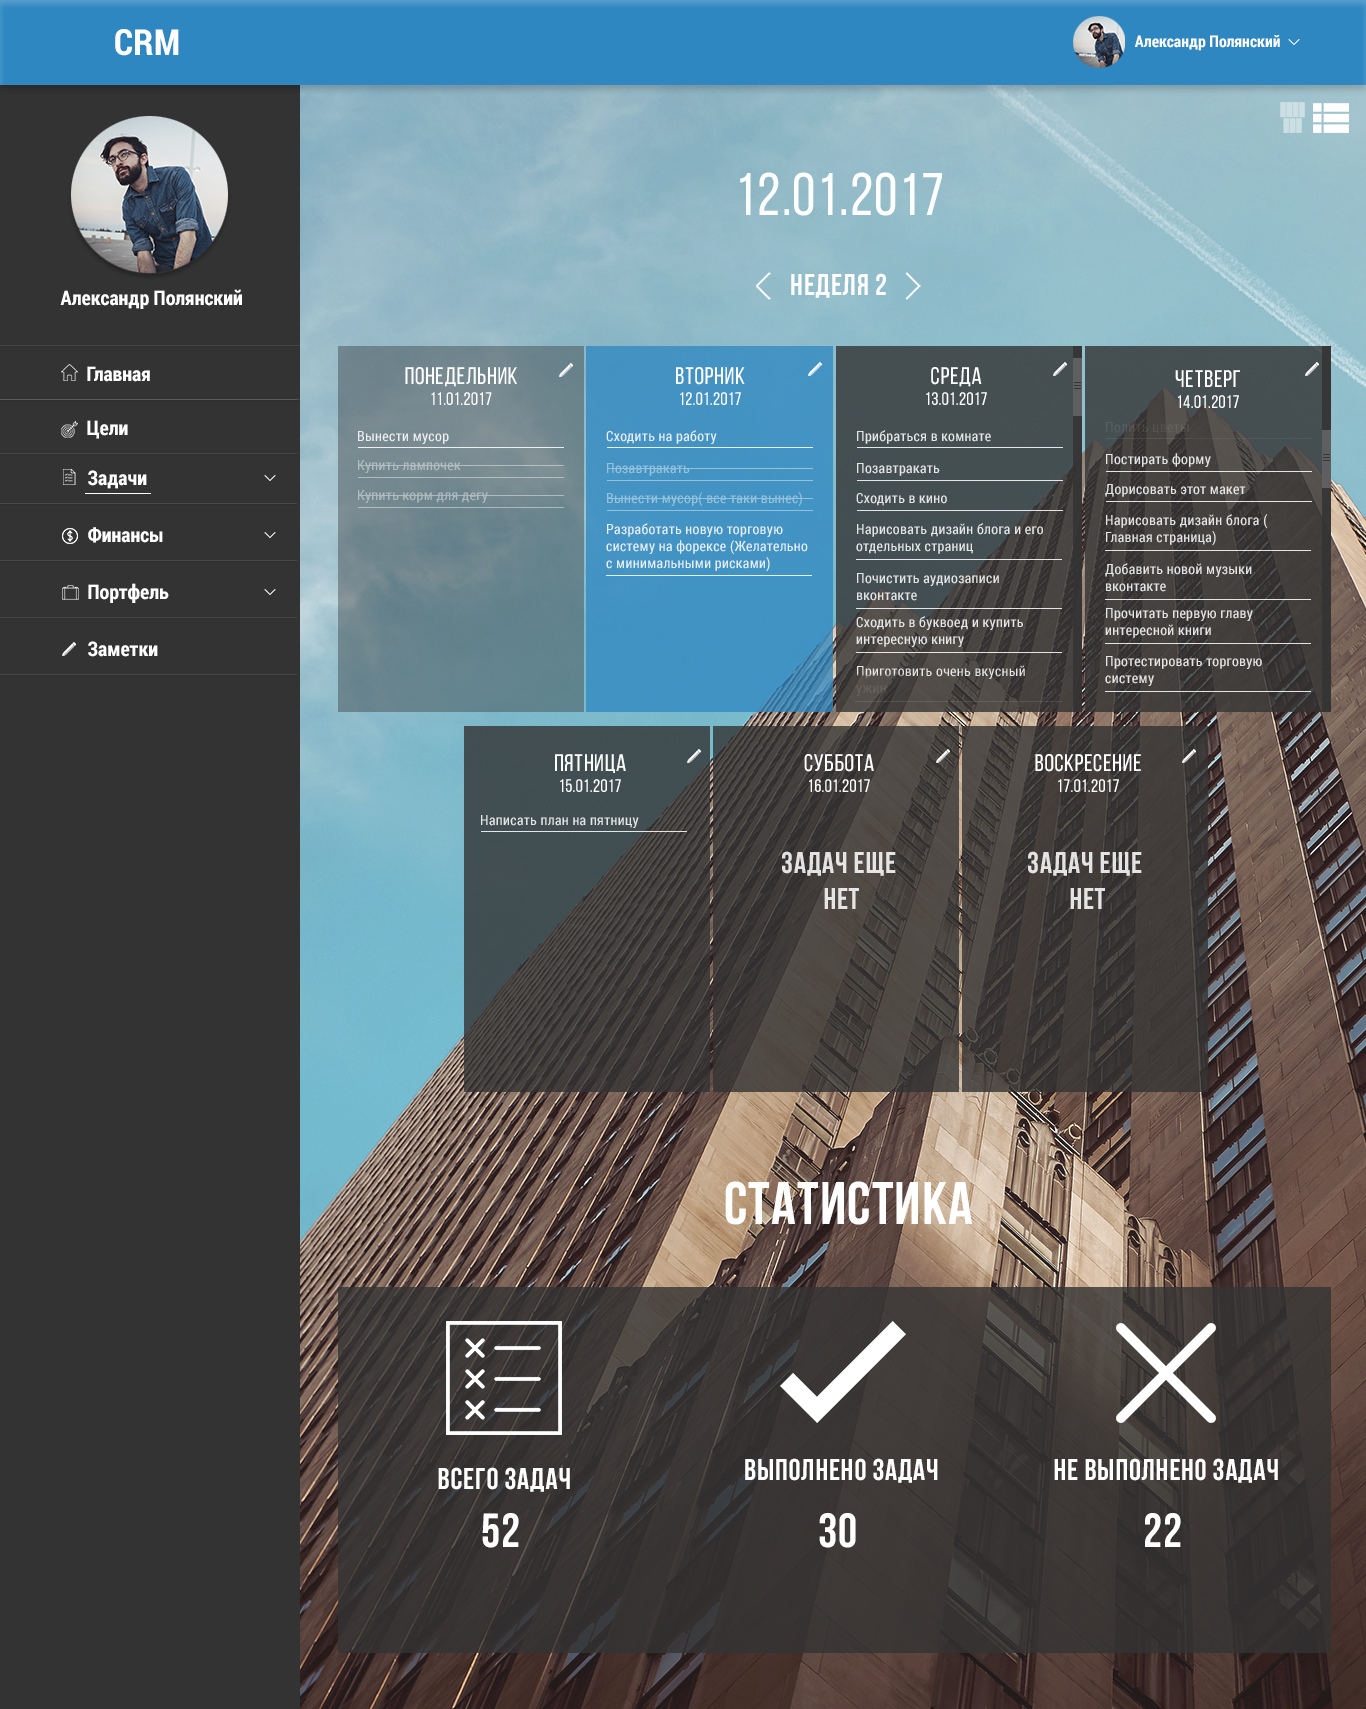 CRM
Александр Полянский
Александр Полянский
Главная
Цели
Задачи
Финансы
Портфель
Заметки
12.01.2017
НЕДЕЛЯ 2
ПОНЕДЕЛЬНИК
11.01.2017
Вынести мусор
Купить лампочек
Купить корм для дегу
ВТОРНИК
12.01.2017
Сходить на работу
Позавтракать
Вынести мусор( все таки вынес)
Разработать новую торговую
систему на форексе (Желательно
с минимальными рисками)
СРЕДА
13.01.2017
Прибраться в комнате
Позавтракать
Сходить в кино
Нарисовать дизайн блога и его
отдельных страниц
Почистить аудиозаписи
вконтакте
Сходить в буквоед и купить
интересную книгу
Приготовить очень вкусный
ужин
ЧЕТВЕРГ
14.01.2017
Полить цветы
Постирать форму
Дорисовать этот макет
Нарисовать дизайн блога (
Главная страница)
Добавить новой музыки
вконтакте
Прочитать первую главу
интересной книги
Протестировать торговую
систему
ПЯТНИЦА
15.01.2017
Написать план на пятницу
СУББОТА
16.01.2017
ЗАДАЧ ЕЩЕ
НЕТ
ВОСКРЕСЕНИЕ
17.01.2017
ЗАДАЧ ЕЩЕ
НЕТ
СТАТИСТИКА
ВСЕГО ЗАДАЧ
52
ВЫПОЛНЕНО ЗАДАЧ
30
НЕ ВЫПОЛНЕНО ЗАДАЧ
22